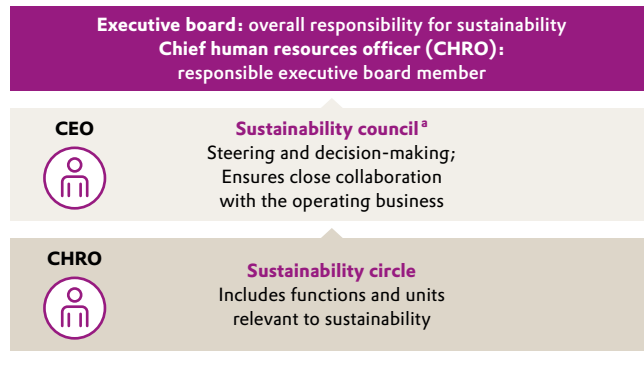 Executive board: overall responsibility for sustainability
Chief human resources officer (CHRO):
responsible executive board member
CEO
Sustainability council a
Steering and decision-making;
Ensures close collaboration
with the operating business
CHRO
Sustainability circle
Includes functions and units
relevant to sustainability